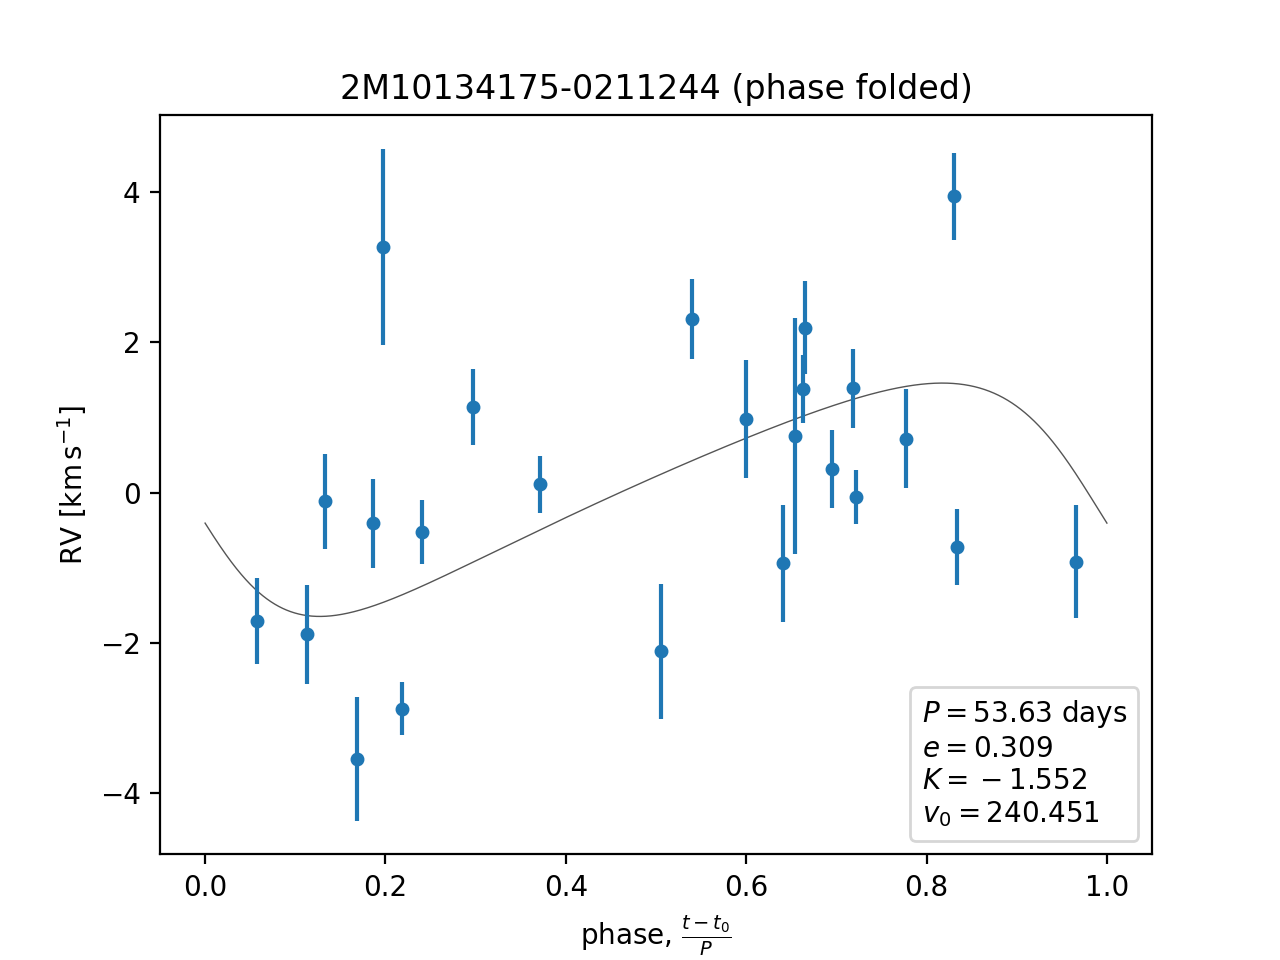 2M10134175-0211244 (phase folded)
RV [km s⁻¹]
4
2
0
−2
−4
P = 53.63 days
e = 0.309
K = − 1.552
v₀ = 240.451
0.0 0.2 0.4 0.6 0.8 1.0
phase, (t − t₀)/P